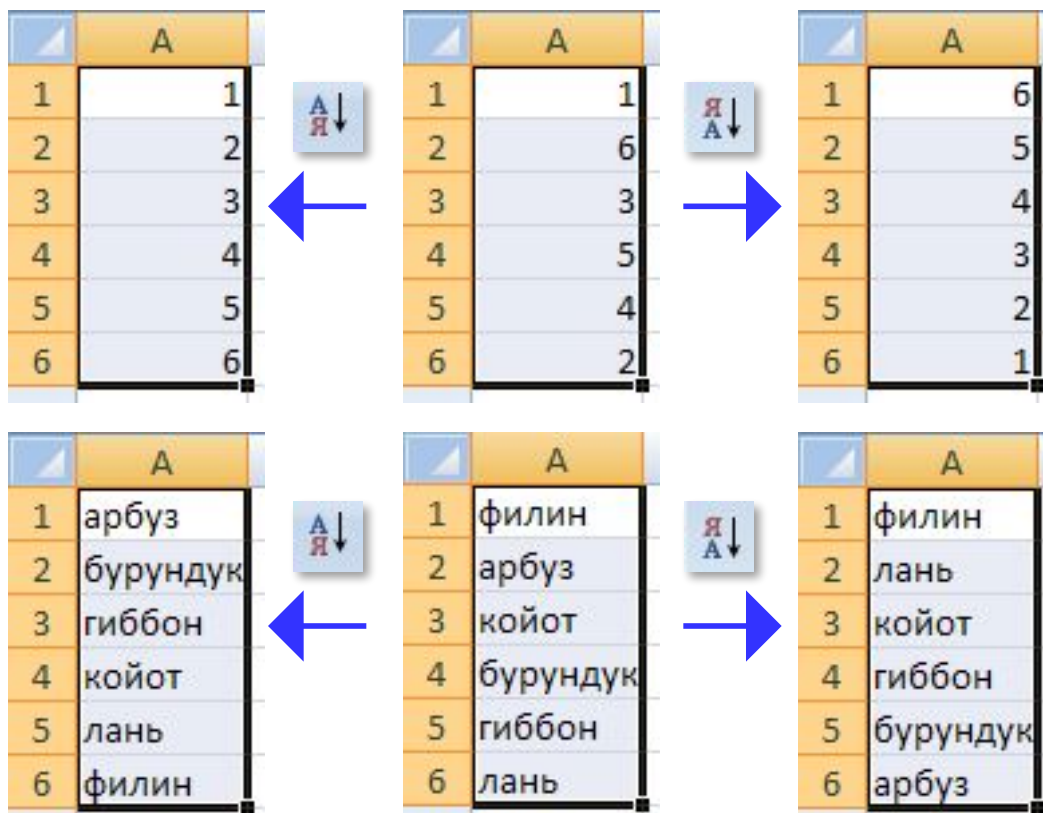 A
1 1
2 2
3 3
4 4
5 5
6 6
А
Я
A
1 1
2 6
3 3
4 5
5 4
6 2
Я
А
A
1 6
2 5
3 4
4 3
5 2
6 1
A
1 арбуз
2 бурундук
3 гиббон
4 койот
5 лань
6 филин
А
Я
A
1 филин
2 арбуз
3 койот
4 бурундук
5 гиббон
6 лань
Я
А
A
1 филин
2 лань
3 койот
4 гиббон
5 бурундук
6 арбуз